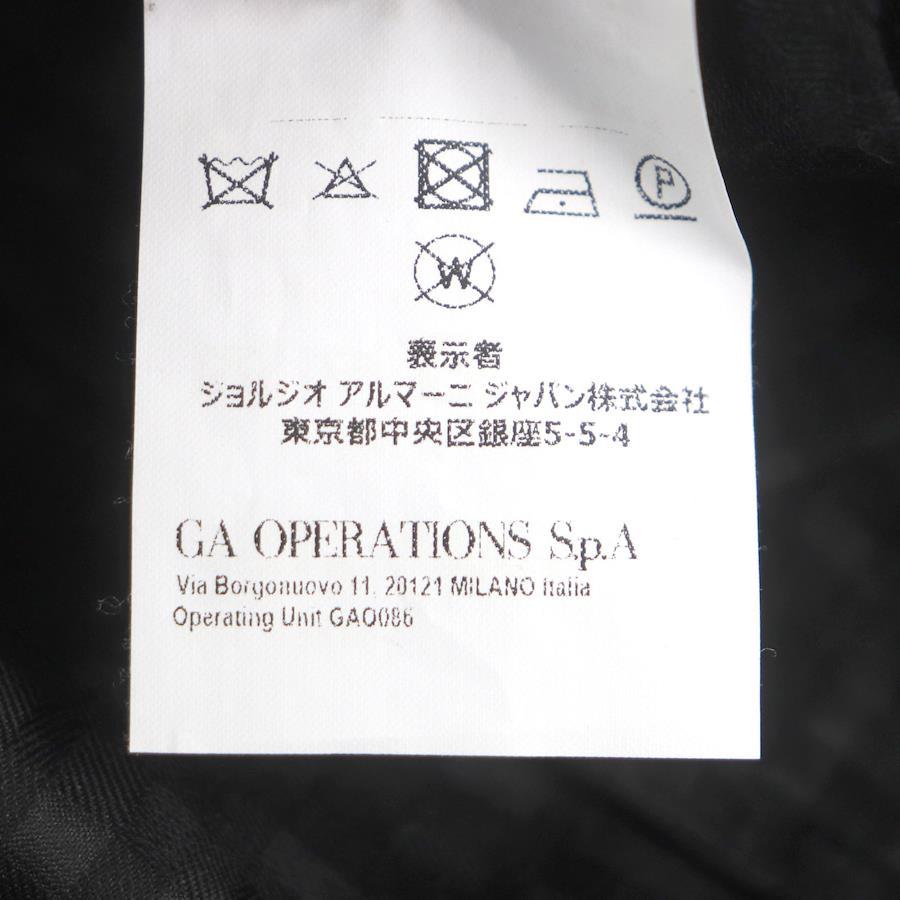 P
W
表示者
ジョルジオ アルマーニ ジャパン株式会社
東京都中央区銀座5-5-4
GA OPERATIONS S.p.A
Via Borgonuovo 11, 20121 MILANO Italia
Operating Unit GAO086